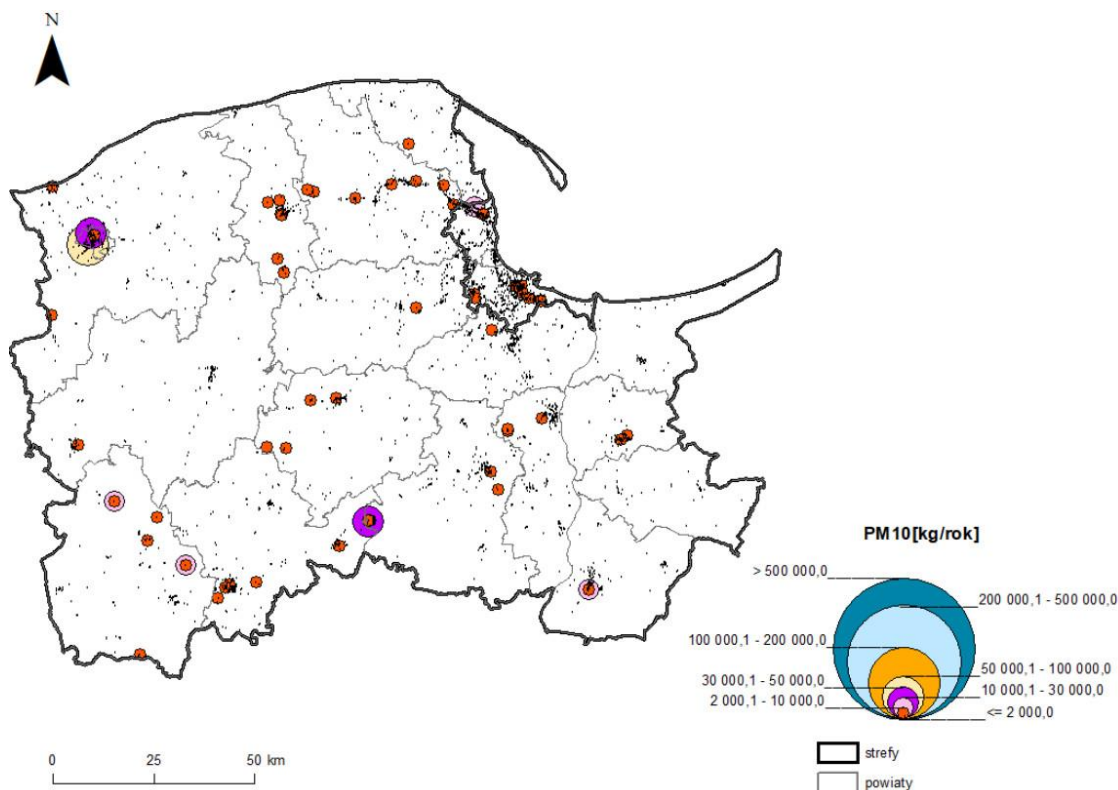 N
PM10[kg/rok]
> 500 000,0
200 000,1 - 500 000,0
100 000,1 - 200 000,0
50 000,1 - 100 000,0
30 000,1 - 50 000,0
10 000,1 - 30 000,0
2 000,1 - 10 000,0
<= 2 000,0
strefy
powiaty
0 25 50 km